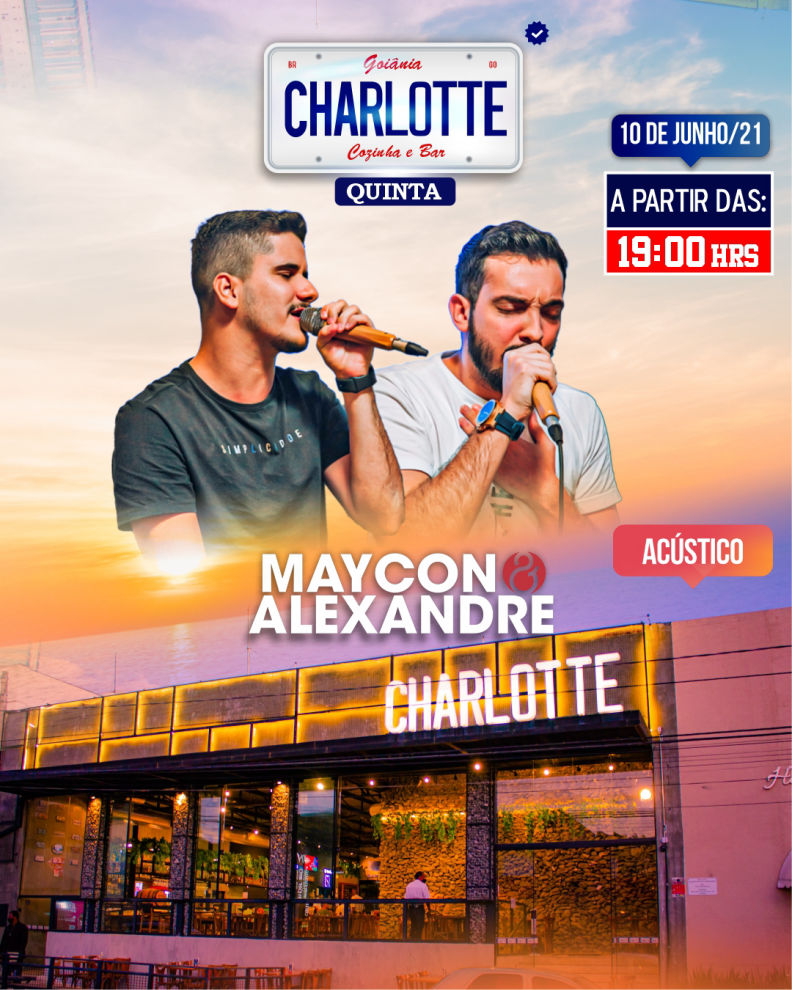 BR Goiânia GO
CHARLOTTE
Cozinha e Bar
QUINTA
10 DE JUNHO/21
A PARTIR DAS:
19:00 HRS
SIMPLICIDADE
ACÚSTICO
MAYCON &
ALEXANDRE
CHARLOTTE